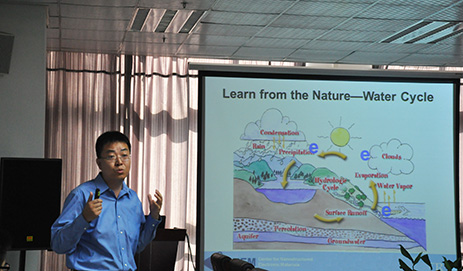 Learn from the Nature—Water Cycle
Condensation
Rain
Precipitation
e
e
Clouds
Hydrologic
Cycle
Evaporation
Water Vapor
e
Surface Runoff
Percolation
Aquifer
Groundwater